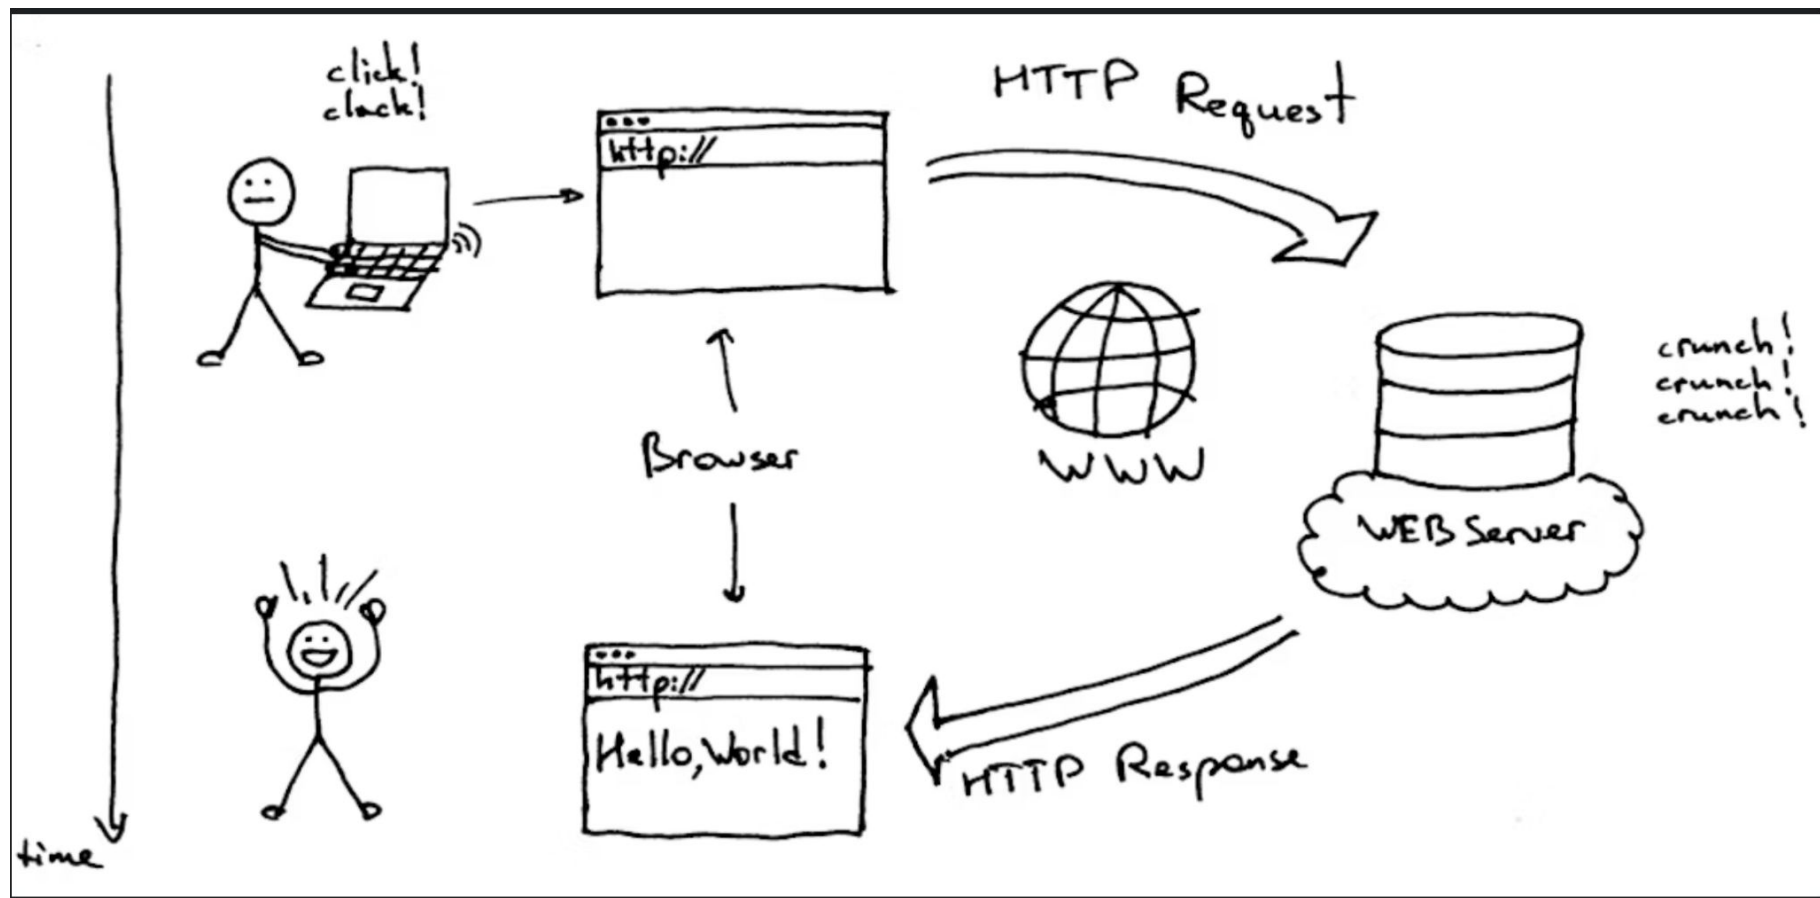 click!
clack!
http://
HTTP Request
WWW
crunch!
crunch!
crunch!
WEB Server
Browser
http://
Hello, World!
HTTP Response
time